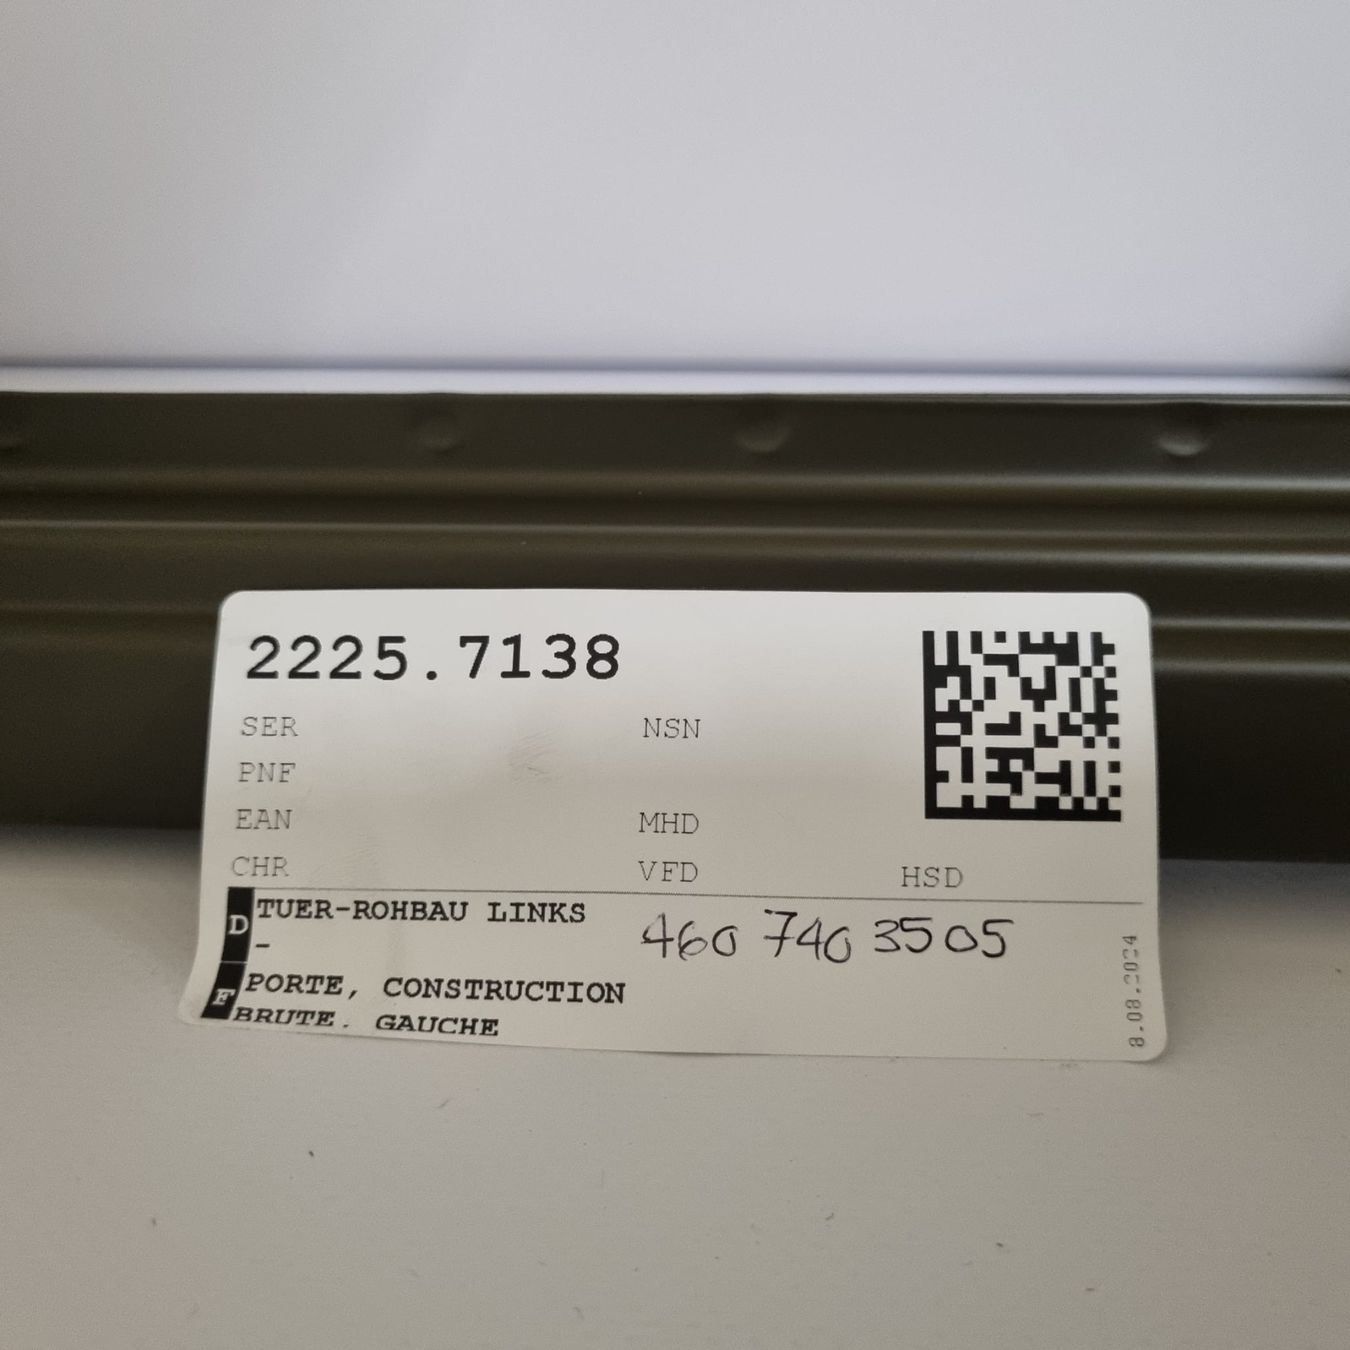 2225.7138
SER NSN
PNF
EAN MHD
CHR VFD HSD
D TUER-ROHBAU LINKS 460 740 3505
-
F PORTE, CONSTRUCTION
BRUTE. GAUCHE
8.08.2024